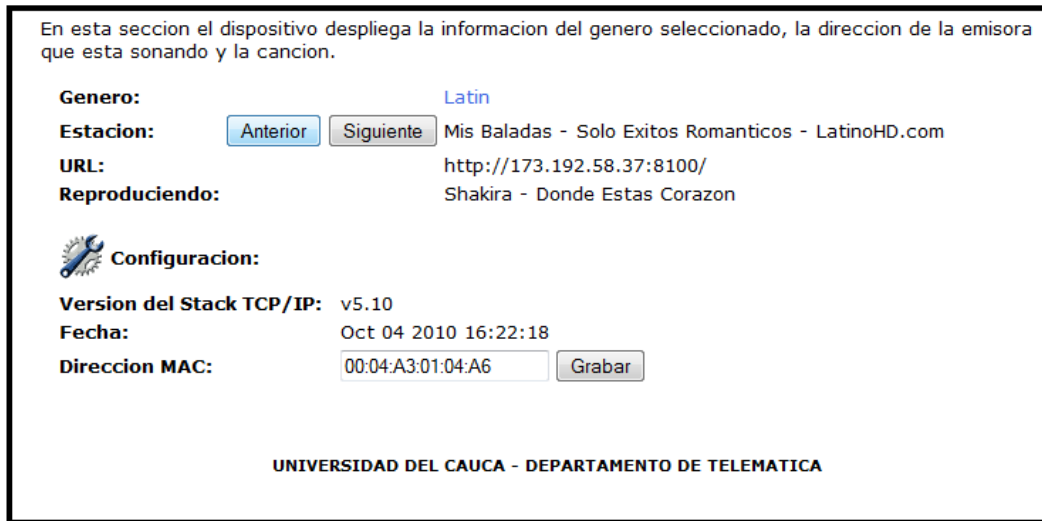 En esta seccion el dispositivo despliega la informacion del genero seleccionado, la direccion de la emisora
que esta sonando y la cancion.
Genero: Latin
Estacion: Anterior Siguiente Mis Baladas - Solo Exitos Romanticos - LatinoHD.com
URL: http://173.192.58.37:8100/
Reproduciendo: Shakira - Donde Estas Corazon
Configuracion:
Version del Stack TCP/IP: v5.10
Fecha: Oct 04 2010 16:22:18
Direccion MAC: 00:04:A3:01:04:A6 Grabar
UNIVERSIDAD DEL CAUCA - DEPARTAMENTO DE TELEMATICA